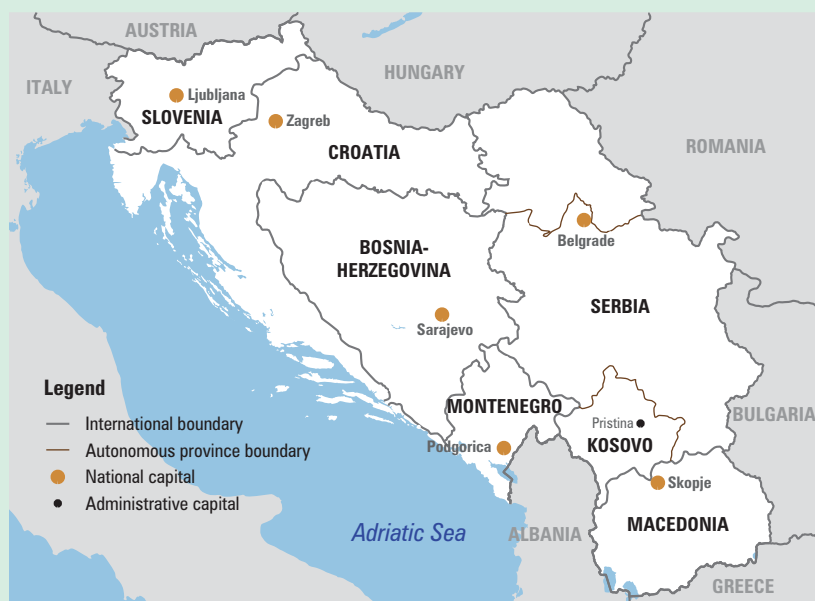 AUSTRIA
HUNGARY
ITALY
Ljubljana
SLOVENIA
Zagreb
CROATIA
ROMANIA
Belgrade
BOSNIA-
HERZEGOVINA
SERBIA
Sarajevo
Legend
International boundary
Autonomous province boundary
National capital
Administrative capital
MONTENEGRO
Podgorica
Pristina
KOSOVO
BULGARIA
Skopje
MACEDONIA
Adriatic Sea
ALBANIA
GREECE